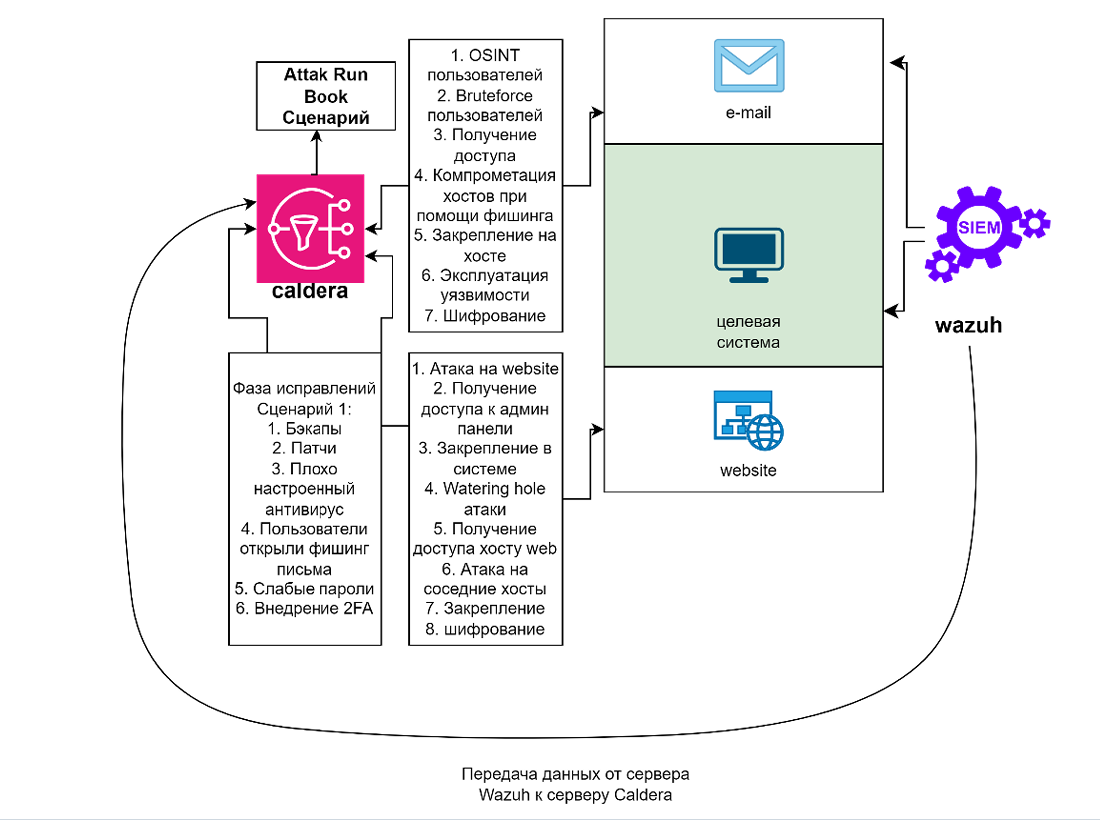 Attak Run
Book
Сценарий
caldera
1. OSINT
пользователей
2. Bruteforce
пользователей
3. Получение
доступа
4. Компрометация
хостов при
помощи фишинга
5. Закрепление на
хосте
6. Эксплуатация
уязвимости
7. Шифрование
e-mail
целевая
система
website
SIEM
wazuh
Фаза исправлений
Сценарий 1:
1. Бэкапы
2. Патчи
3. Плохо
настроенный
антивирус
4. Пользователи
открыли фишинг
письма
5. Слабые пароли
6. Внедрение 2FA
1. Атака на website
2. Получение
доступа к админ
панели
3. Закрепление в
системе
4. Watering hole
атаки
5. Получение
доступа хосту web
6. Атака на
соседние хосты
7. Закрепление
8. шифрование
Передача данных от сервера
Wazuh к серверу Caldera